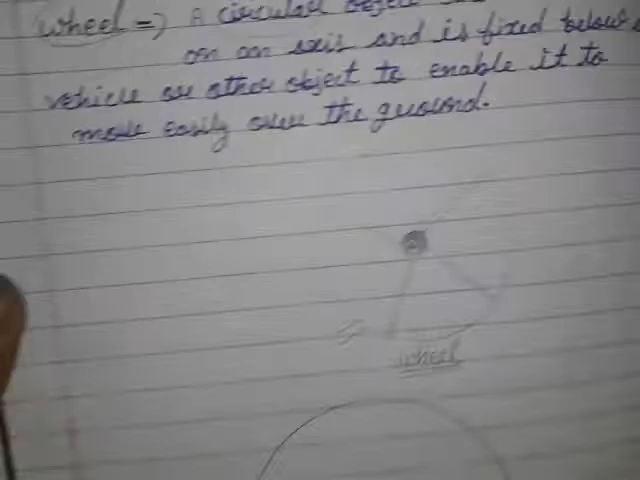 wheel => A circular object
on an axis and is fixed below
vehicle or other object to enable it to
move easily over the ground.
wheel